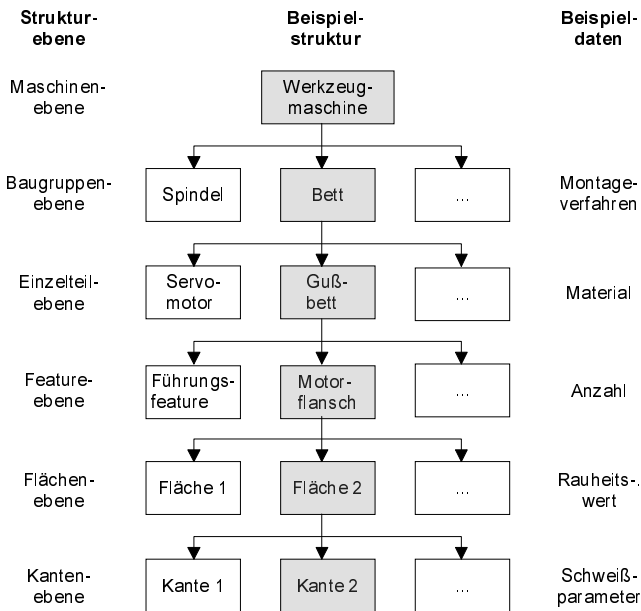 Struktur-
ebene
Beispiel-
struktur
Beispiel-
daten
Maschinen-
ebene
Werkzeug-
maschine
Baugruppen-
ebene
Spindel
Bett
...
Montage-
verfahren
Einzelteil-
ebene
Servo-
motor
Guß-
bett
...
Material
Feature-
ebene
Führungs-
feature
Motor-
flansch
...
Anzahl
Flächen-
ebene
Fläche 1
Fläche 2
...
Rauheits-.
wert
Kanten-
ebene
Kante 1
Kante 2
...
Schweiß-
parameter